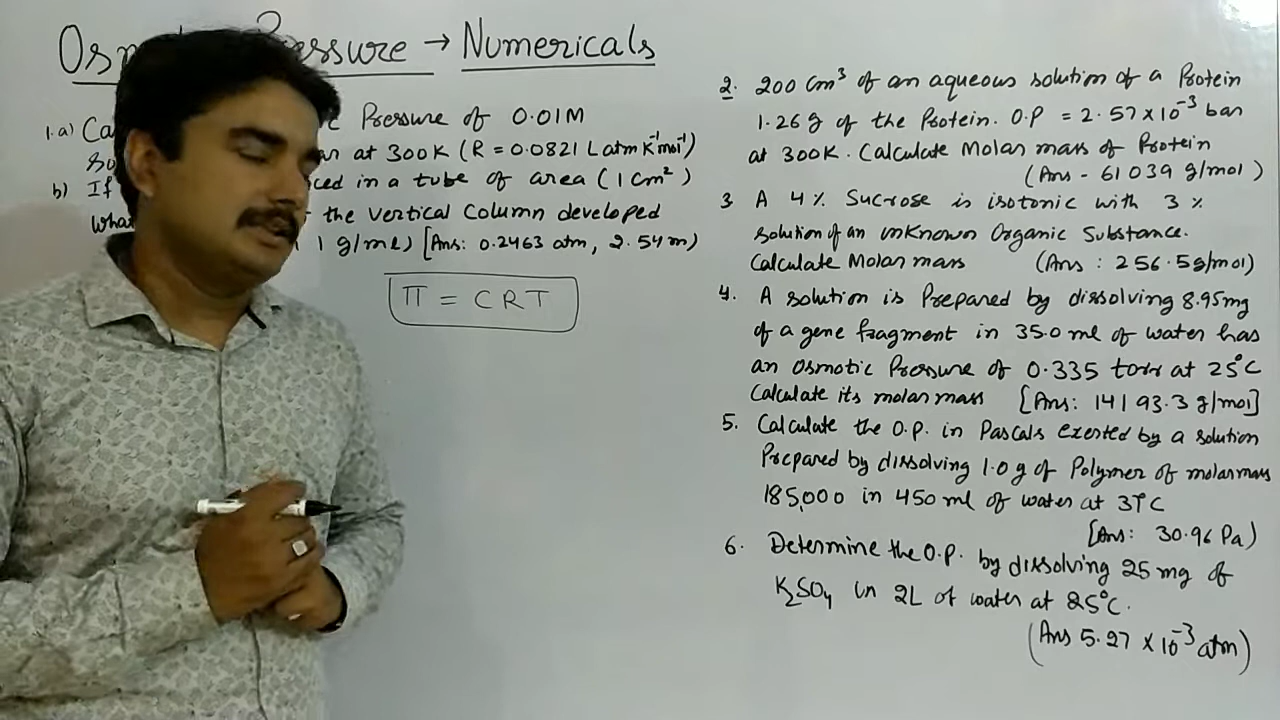 Os Pressure → Numericals
1. a) Ca Pressure of 0.01M
at 300K (R = 0.0821 L atm K⁻¹ mol⁻¹)
b) If in a tube of area (1 cm²)
What the vertical column developed
1 g/ml) [Ans: 0.2463 atm, 2.54 m)
π = CRT
2. 200 cm³ of an aqueous solution of a Protein
1.26 g of the Protein. O.P = 2.57 × 10⁻³ bar
at 300K. Calculate Molar mass of Protein
(Ans - 61039 g/mol)
3 A 4% Sucrose is isotonic with 3%
solution of an unknown Organic Substance.
Calculate Molar mass (Ans : 256.5 g/mol)
4. A solution is Prepared by dissolving 8.95 mg
of a gene fragment in 35.0 ml of water has
an Osmotic Pressure of 0.335 torr at 25°C
Calculate its molar mass [Ans: 14193.3 g/mol]
5. Calculate the O.P. in Pascals exerted by a solution
Prepared by dissolving 1.0 g of Polymer of molar mass
185,000 in 450 ml of water at 37°C
[Ans: 30.96 Pa)
6. Determine the O.P. by dissolving 25 mg of
K₂SO₄ in 2L of water at 25°C.
(Ans 5.27 × 10⁻³ atm)